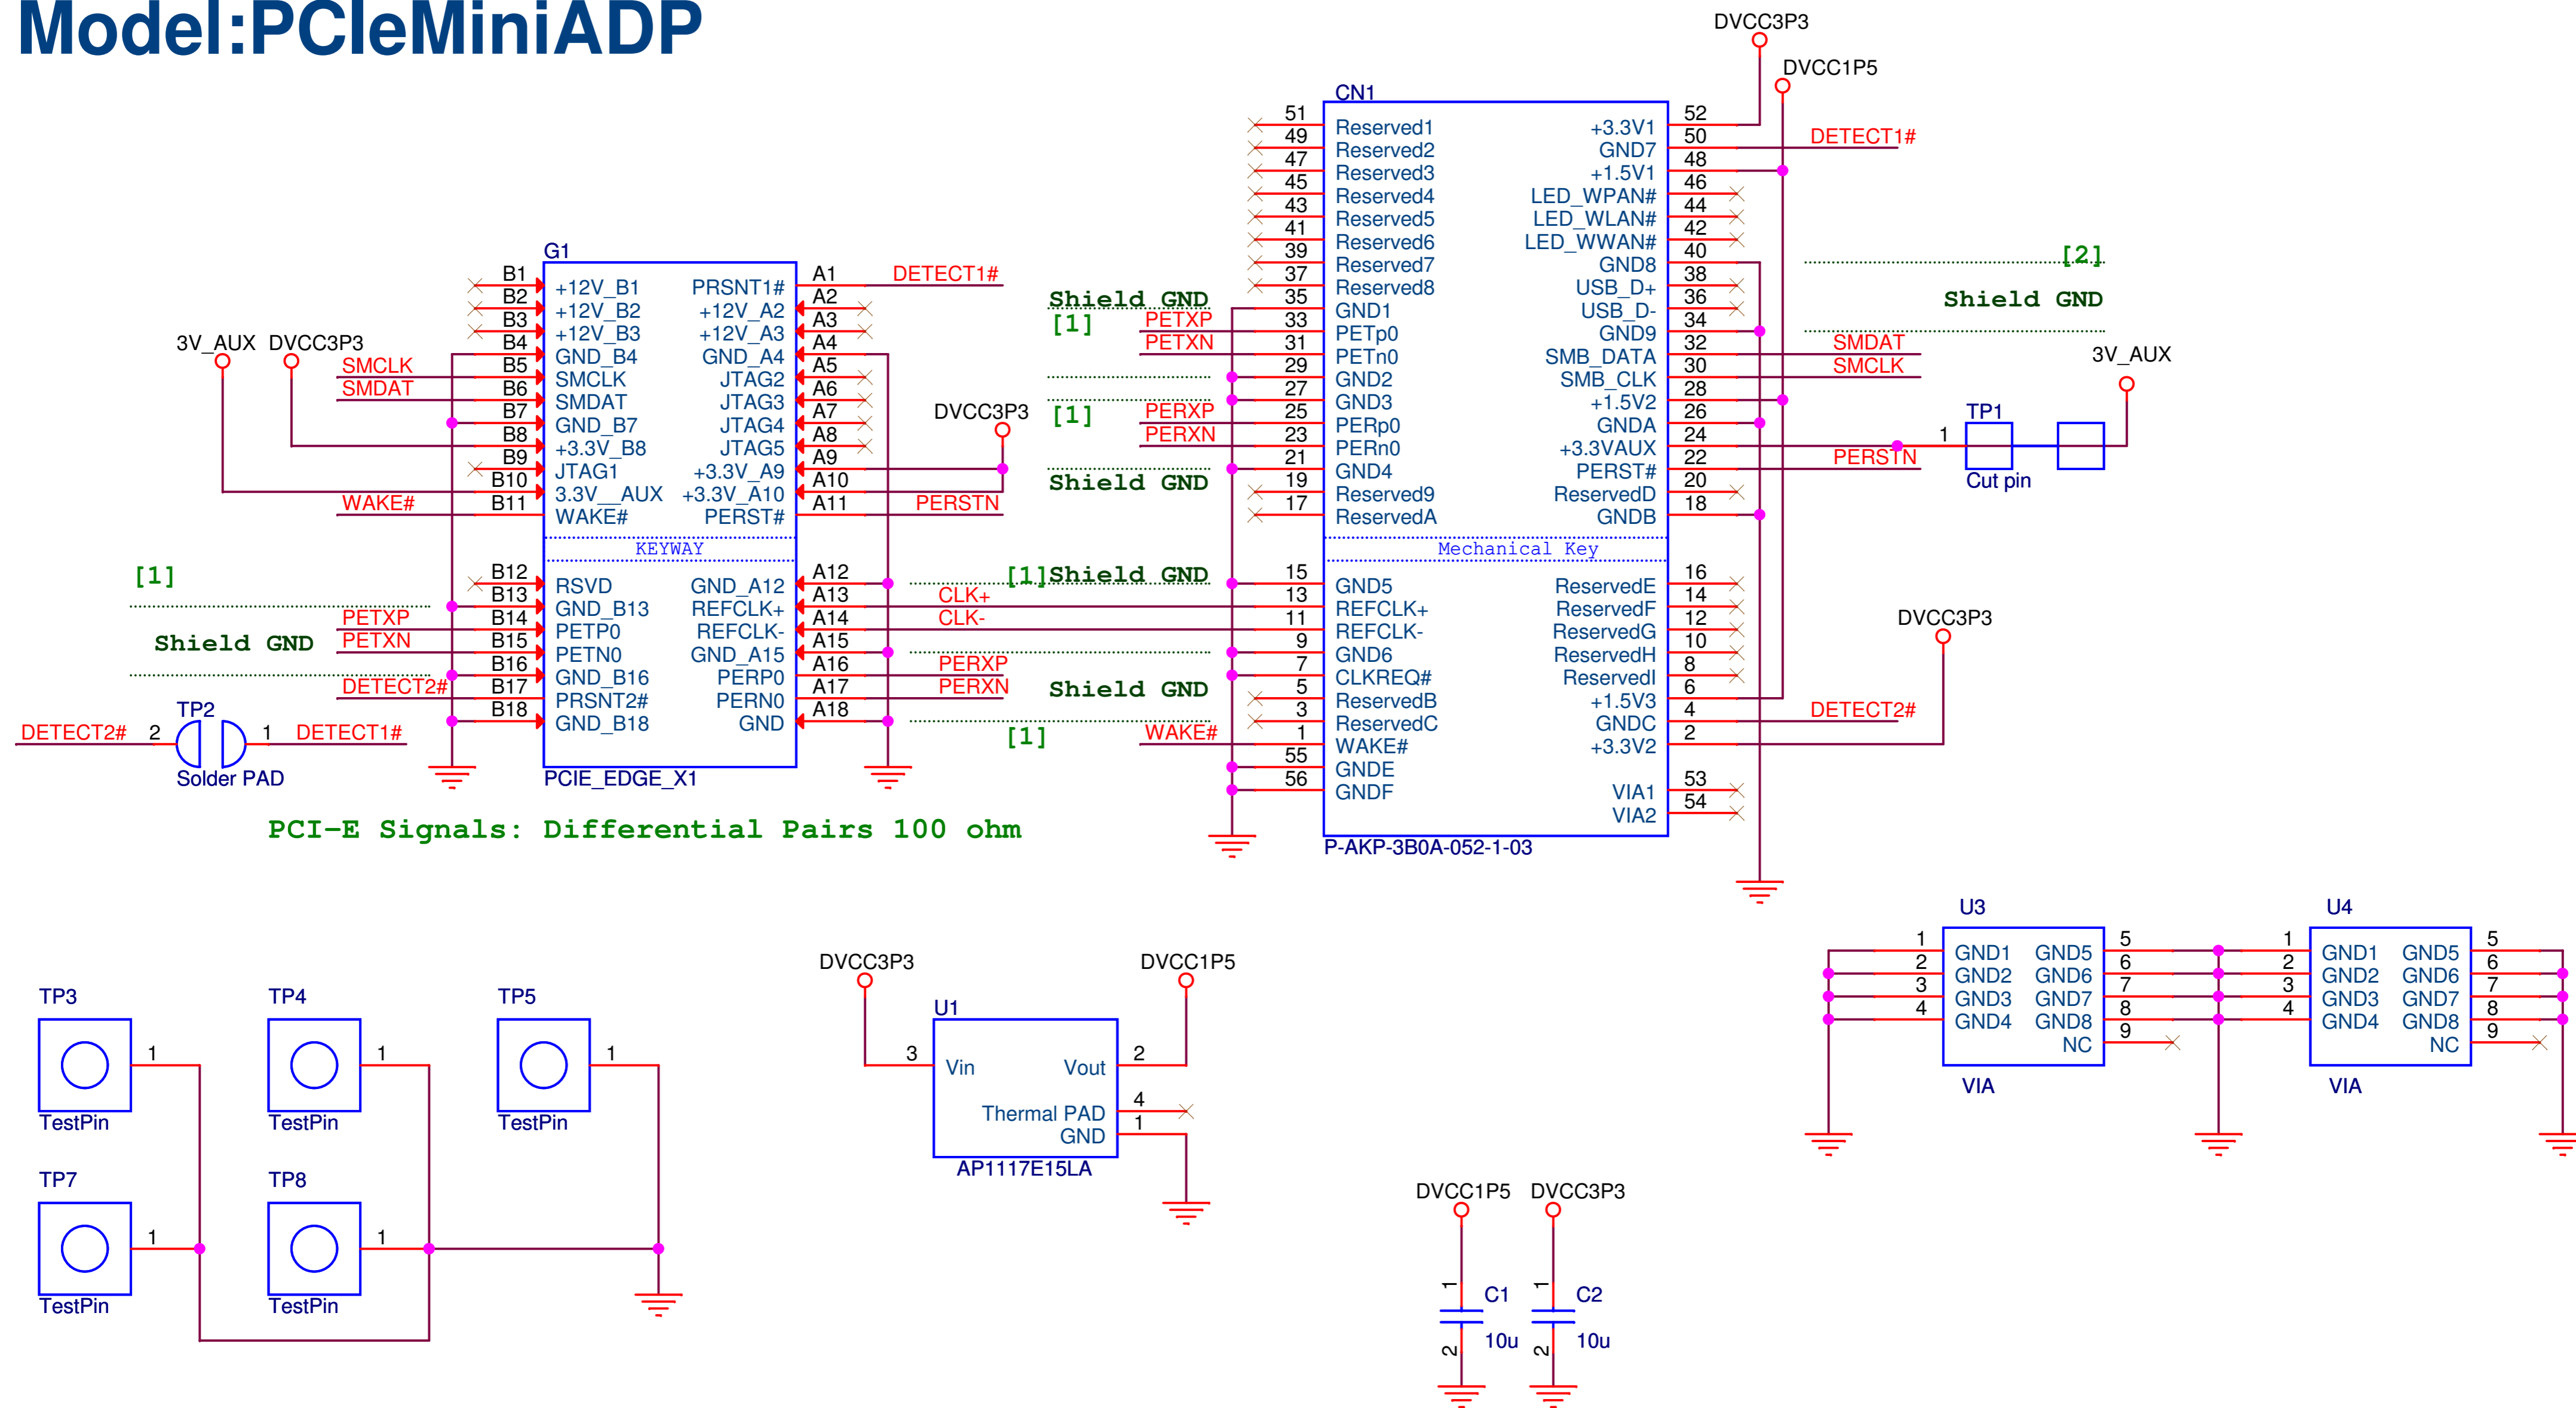 Model:PCIeMiniADP
DVCC3P3
DVCC1P5
CN1
51 Reserved1 +3.3V1 52
49 Reserved2 GND7 50 DETECT1#
47 Reserved3 +1.5V1 48
45 Reserved4 LED_WPAN# 46
43 Reserved5 LED_WLAN# 44
41 Reserved6 LED_WWAN# 42
39 Reserved7 GND8 40
37 Reserved8 USB_D+ 38
35 GND1 USB_D- 36
PETXP 33 PETp0 GND9 34
PETXN 31 PETn0 SMB_DATA 32 SMDAT
29 GND2 SMB_CLK 30 SMCLK
27 GND3 +1.5V2 28
PERXP 25 PERp0 GNDA 26
PERXN 23 PERn0 +3.3VAUX 24
21 GND4 PERST# 22 PERSTN
19 Reserved9 ReservedD 20
17 ReservedA GNDB 18
Mechanical Key
15 GND5 ReservedE 16
13 REFCLK+ ReservedF 14
11 REFCLK- ReservedG 12
9 GND6 ReservedH 10
7 CLKREQ# ReservedI 8
5 ReservedB +1.5V3 6
3 ReservedC GNDC 4 DETECT2#
WAKE# 1 WAKE# +3.3V2 2
55 GNDE
56 GNDF
VIA1 53
VIA2 54
P-AKP-3B0A-052-1-03
[2]
Shield GND
3V_AUX
TP1
1
Cut pin
DVCC3P3
Shield GND
[1]
[1]
Shield GND
[1]Shield GND
Shield GND
[1]
G1
B1 +12V_B1 PRSNT1# A1 DETECT1#
B2 +12V_B2 +12V_A2 A2
B3 +12V_B3 +12V_A3 A3
B4 GND_B4 GND_A4 A4
SMCLK B5 SMCLK JTAG2 A5
SMDAT B6 SMDAT JTAG3 A6
B7 GND_B7 JTAG4 A7
B8 +3.3V_B8 JTAG5 A8
B9 JTAG1 +3.3V_A9 A9
B10 3.3V__AUX +3.3V_A10 A10
WAKE# B11 WAKE# PERST# A11 PERSTN
KEYWAY
B12 RSVD GND_A12 A12
B13 GND_B13 REFCLK+ A13 CLK+
PETXP B14 PETP0 REFCLK- A14 CLK-
PETXN B15 PETN0 GND_A15 A15
B16 GND_B16 PERP0 A16 PERXP
DETECT2# B17 PRSNT2# PERN0 A17 PERXN
B18 GND_B18 GND A18
PCIE_EDGE_X1
3V_AUX DVCC3P3
DVCC3P3
[1]
Shield GND
TP2
DETECT2# 2 1 DETECT1#
Solder PAD
PCI-E Signals: Differential Pairs 100 ohm
TP3 TP4 TP5
1 1 1
TestPin TestPin TestPin
TP7 TP8
1 1
TestPin TestPin
DVCC3P3 DVCC1P5
U1
3 Vin Vout 2
Thermal PAD 4
GND 1
AP1117E15LA
DVCC1P5 DVCC3P3
1 C1 1 C2
2 10u 2 10u
U3 U4
1 GND1 GND5 5 1 GND1 GND5 5
2 GND2 GND6 6 2 GND2 GND6 6
3 GND3 GND7 7 3 GND3 GND7 7
4 GND4 GND8 8 4 GND4 GND8 8
NC 9 NC 9
VIA VIA